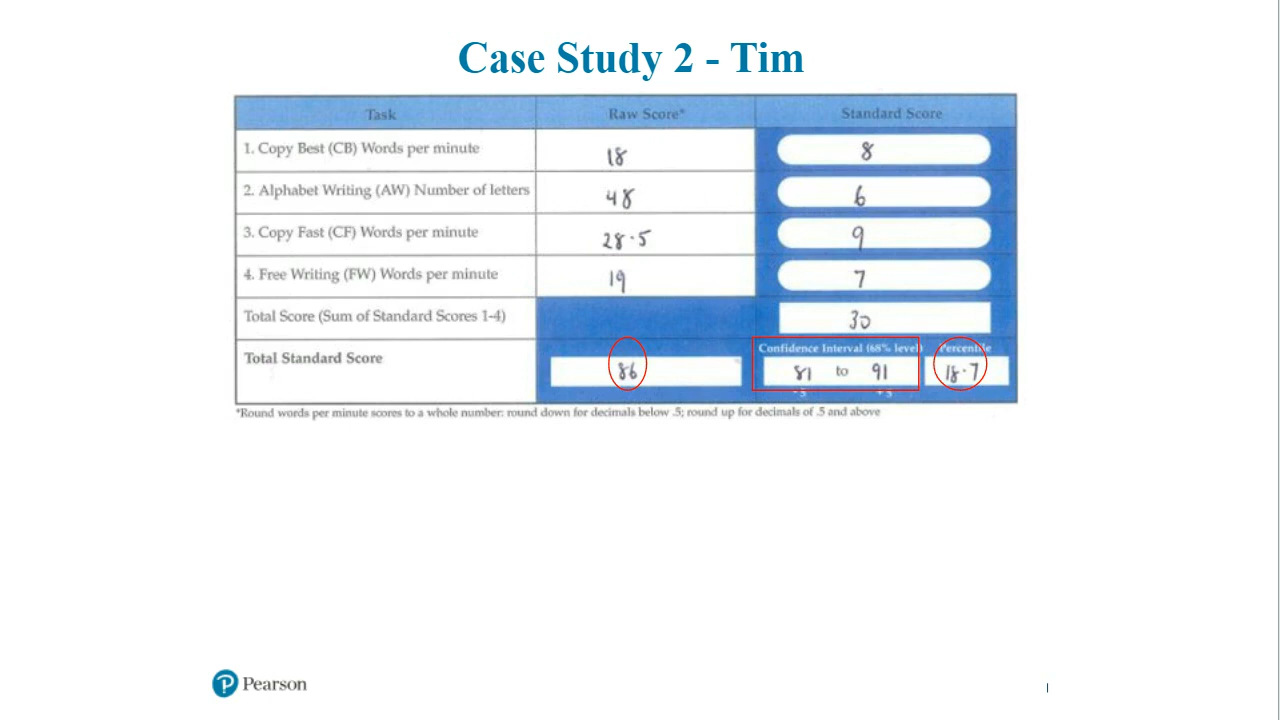 Case Study 2 - Tim
Task Raw Score* Standard Score
1. Copy Best (CB) Words per minute 18 8
2. Alphabet Writing (AW) Number of letters 48 6
3. Copy Fast (CF) Words per minute 28.5 9
4. Free Writing (FW) Words per minute 19 7
Total Score (Sum of Standard Scores 1-4) 30
Confidence Interval (68% level) Percentile
Total Standard Score 86 81 to 91 18.7
-5 +5
*Round words per minute scores to a whole number: round down for decimals below .5; round up for decimals of .5 and above
P Pearson